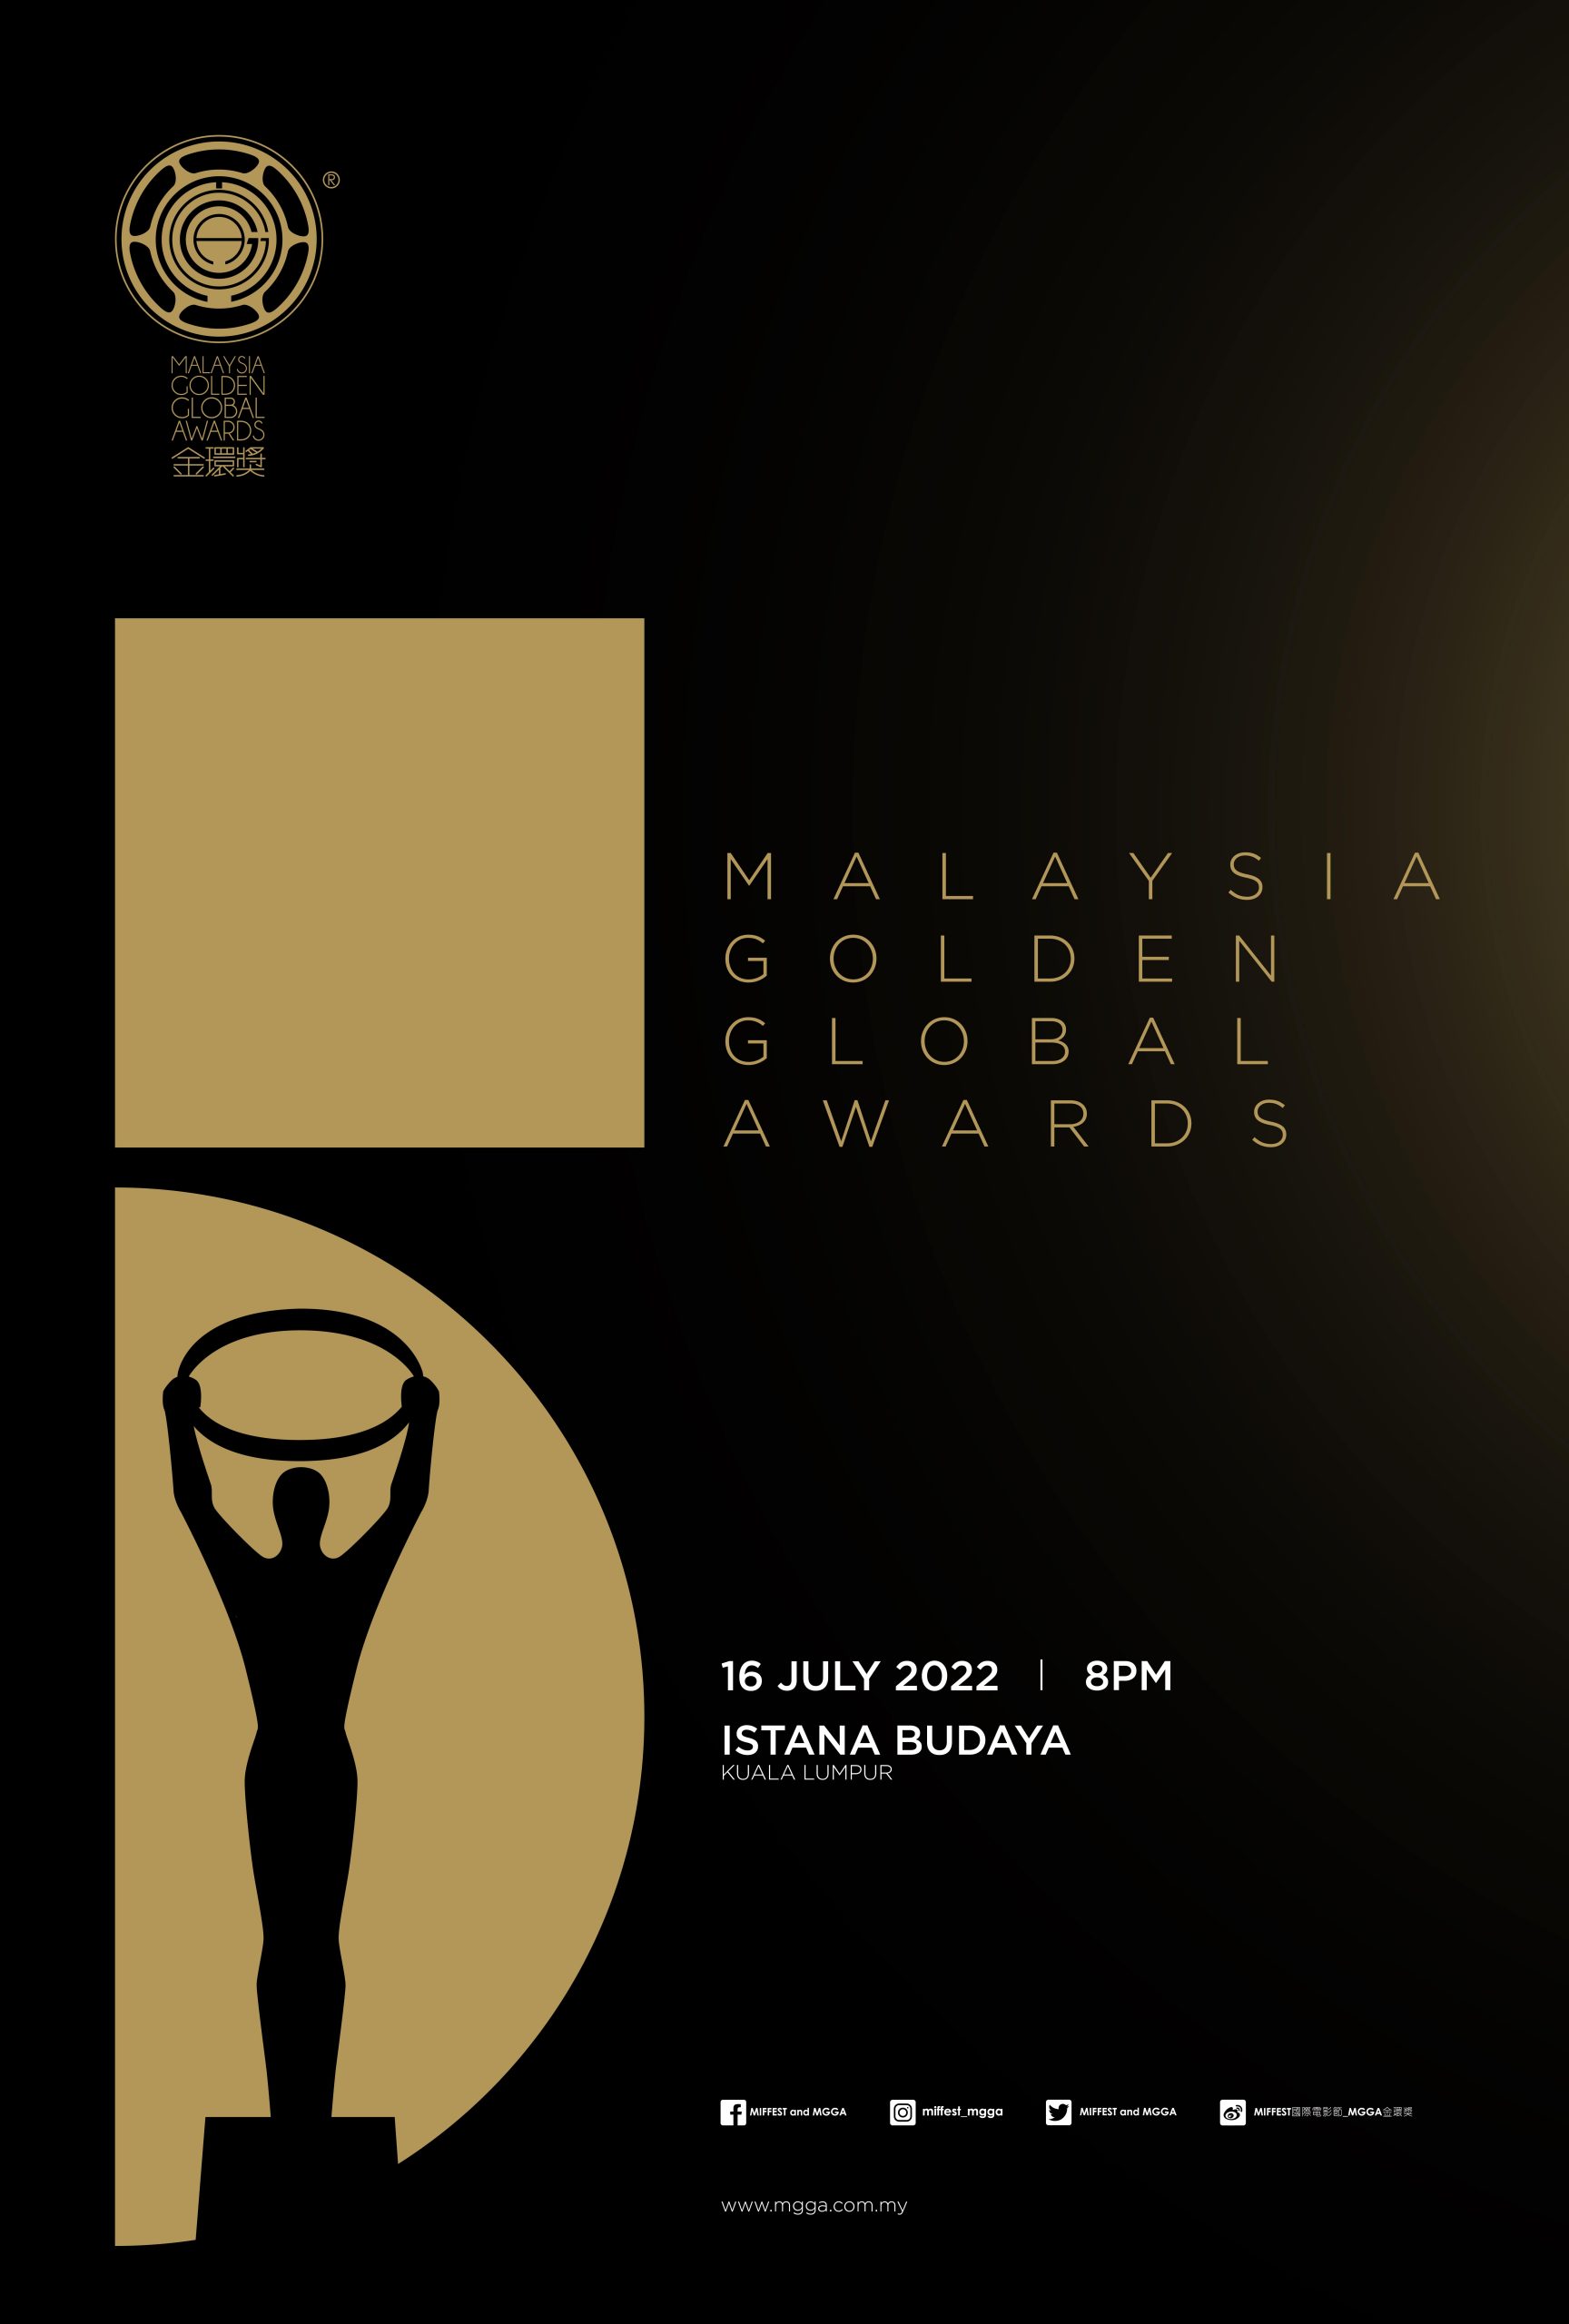 ®
MALAYSIA
GOLDEN
GLOBAL
AWARDS
金環獎
MALAYSIA
GOLDEN
GLOBAL
AWARDS
16 JULY 2022 | 8PM
ISTANA BUDAYA
KUALA LUMPUR
MIFFEST and MGGA miffest_mgga MIFFEST and MGGA MIFFEST國際電影節_MGGA金環獎
www.mgga.com.my